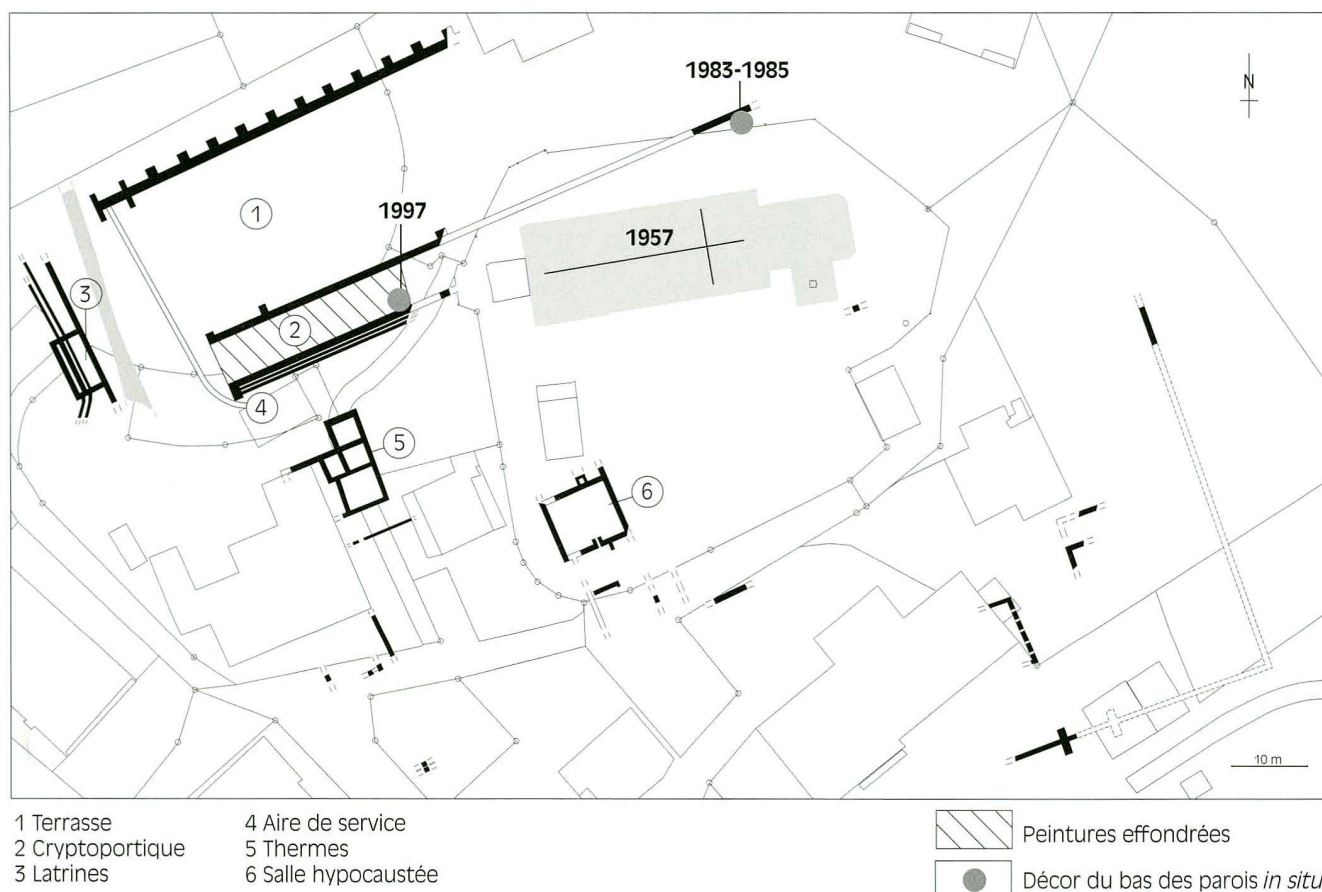 1983-1985
N
1997
1
1957
3
2
4
5
6
10 m
1 Terrasse
2 Cryptoportique
3 Latrines
4 Aire de service
5 Thermes
6 Salle hypocaustée
Peintures effondrées
Décor du bas des parois in situ